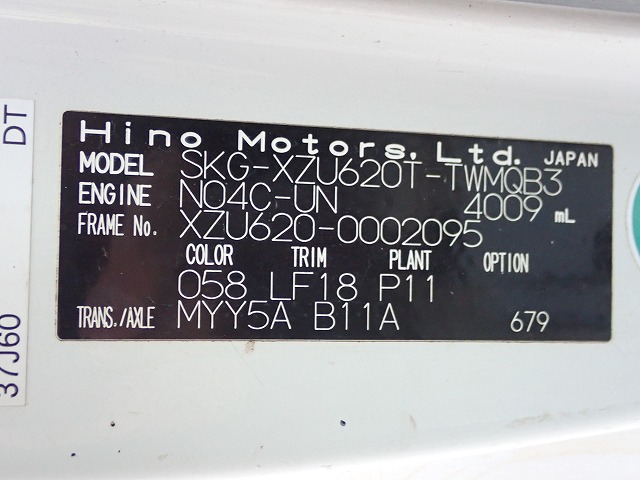 Hino Motors, Ltd. JAPAN
MODEL SKG-XZU620T-TWMQB3
ENGINE N04C-UN 4009 mL
FRAME No. XZU620-0002095
COLOR TRIM PLANT OPTION
058 LF18 P11
TRANS./AXLE MYY5A B11A 679
37J60 DT